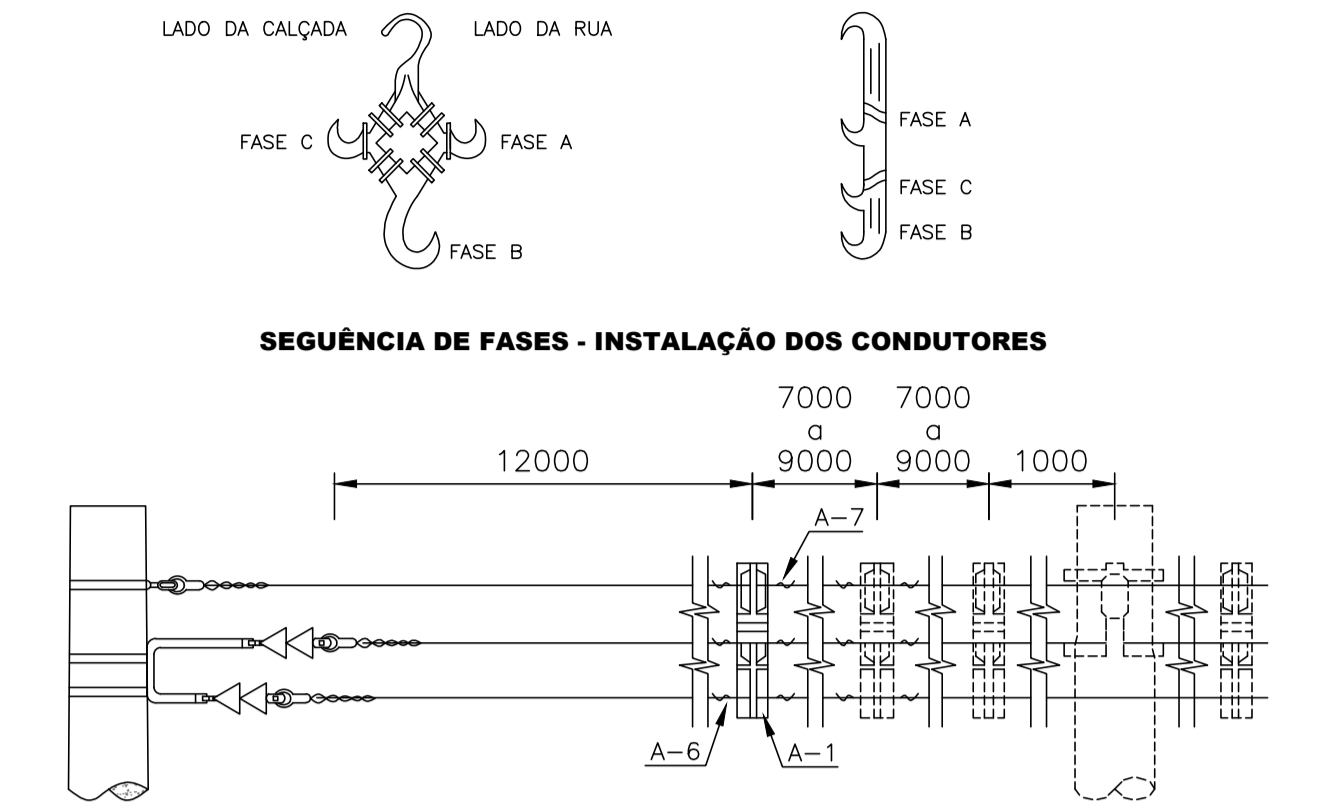 LADO DA CALÇADA
LADO DA RUA
FASE C
FASE A
FASE B
FASE A
FASE C
FASE B
SEGUÊNCIA DE FASES - INSTALAÇÃO DOS CONDUTORES
7000
a
9000
7000
a
9000
12000
1000
A-7
A-6
A-1